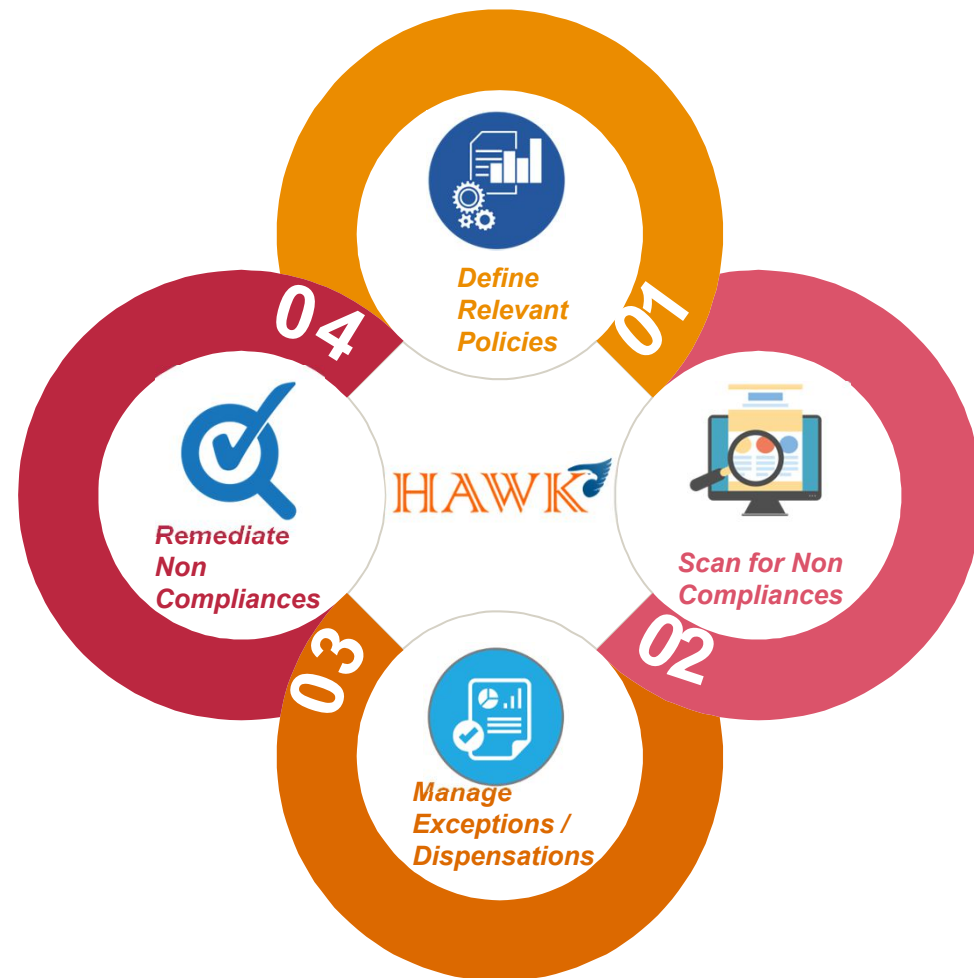 01
Define
Relevant
Policies
02
Scan for Non
Compliances
03
Manage
Exceptions /
Dispensations
04
Remediate
Non
Compliances
HAWK